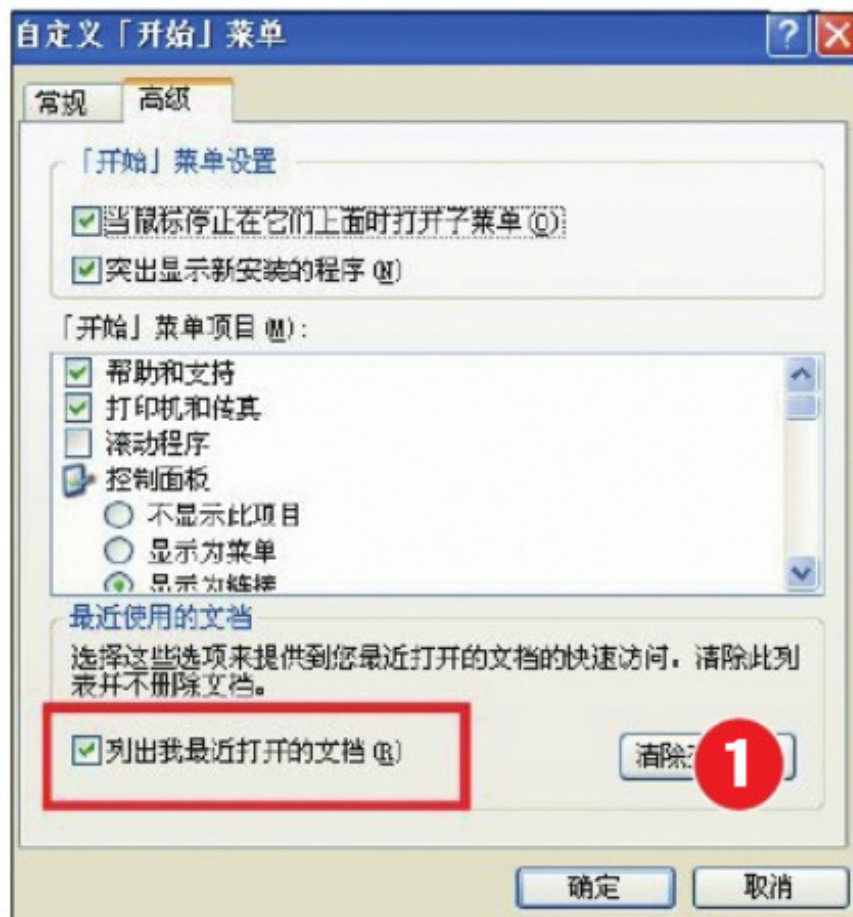 自定义「开始」菜单
常规
高级
「开始」菜单设置
当鼠标停止在它们上面时打开子菜单(O)
突出显示新安装的程序(N)
「开始」菜单项目(M):
帮助和支持
打印机和传真
滚动程序
控制面板
不显示此项目
显示为菜单
显示为链接
最近使用的文档
选择这些选项来提供到您最近打开的文档的快速访问。清除此列
表并不删除文档。
列出我最近打开的文档(R)
清除
1
确定
取消